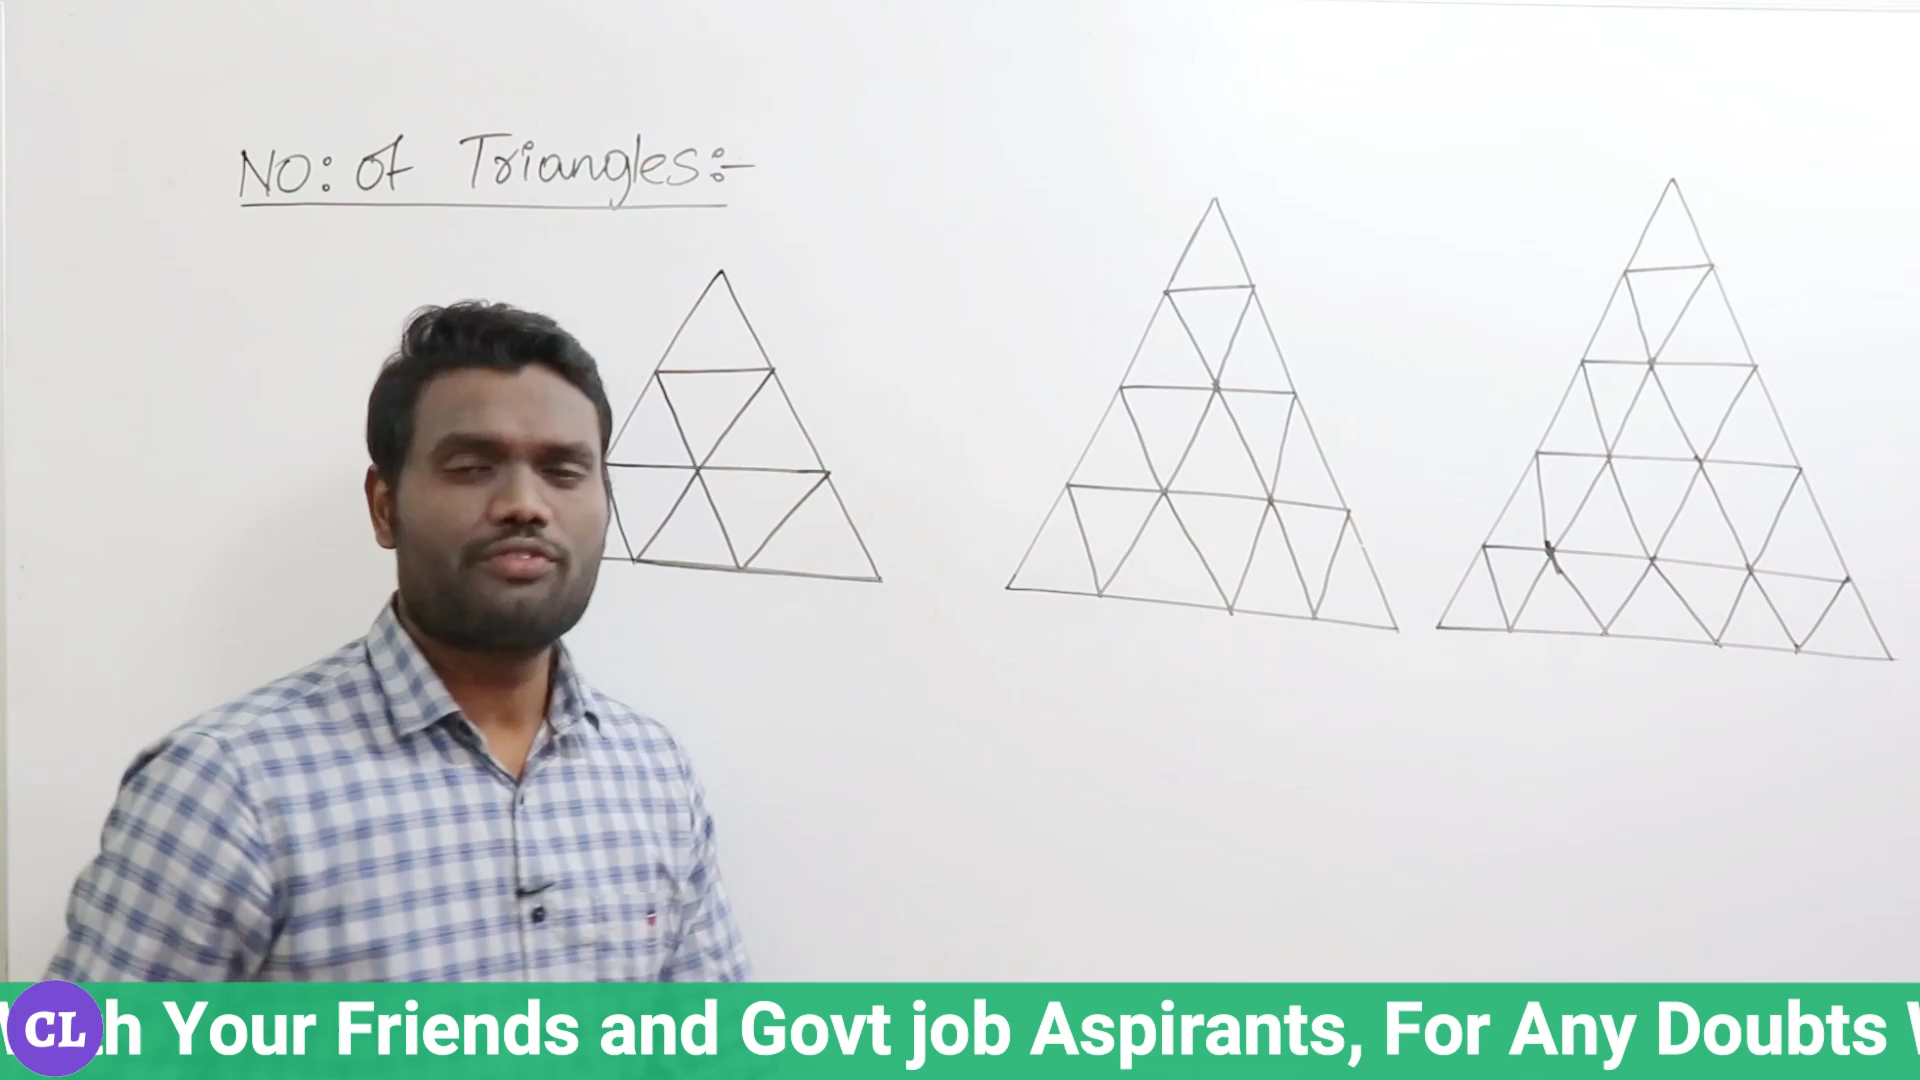 NO: of Triangles:-
CL
h Your Friends and Govt job Aspirants, For Any Doubts